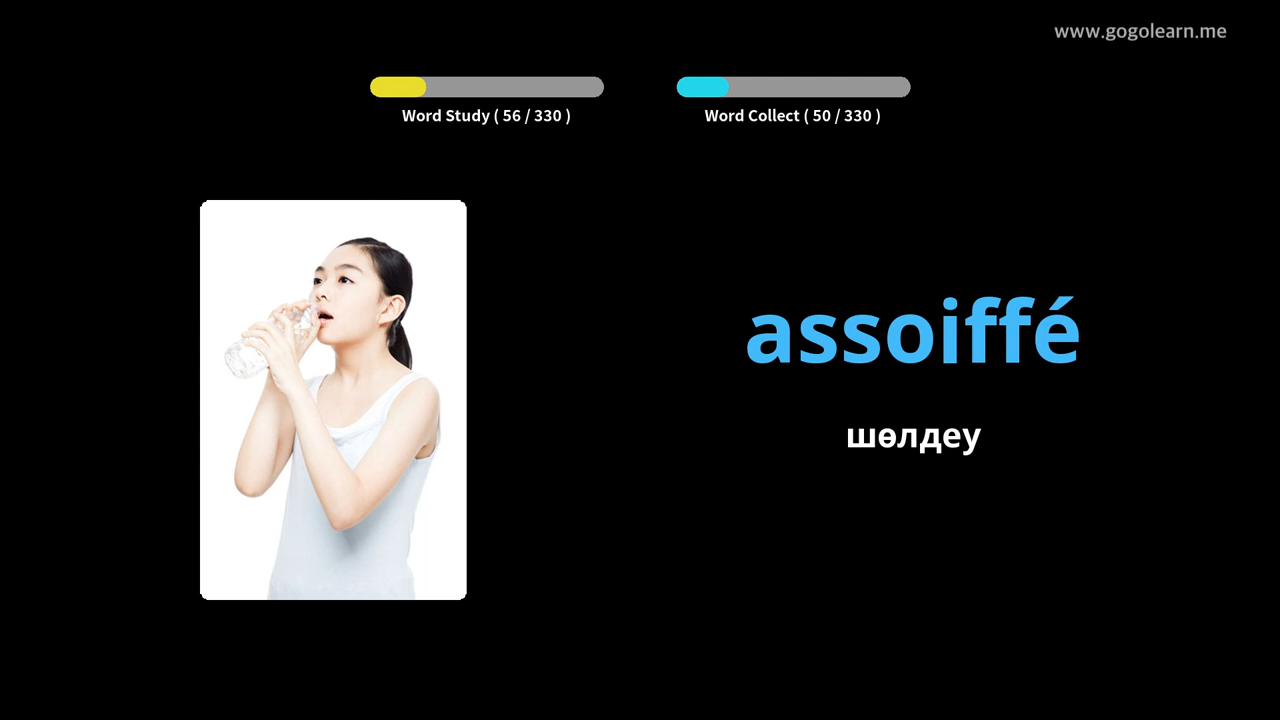 www.gogolearn.me
Word Study ( 56 / 330 )
Word Collect ( 50 / 330 )
assoiffé
шөлдеу